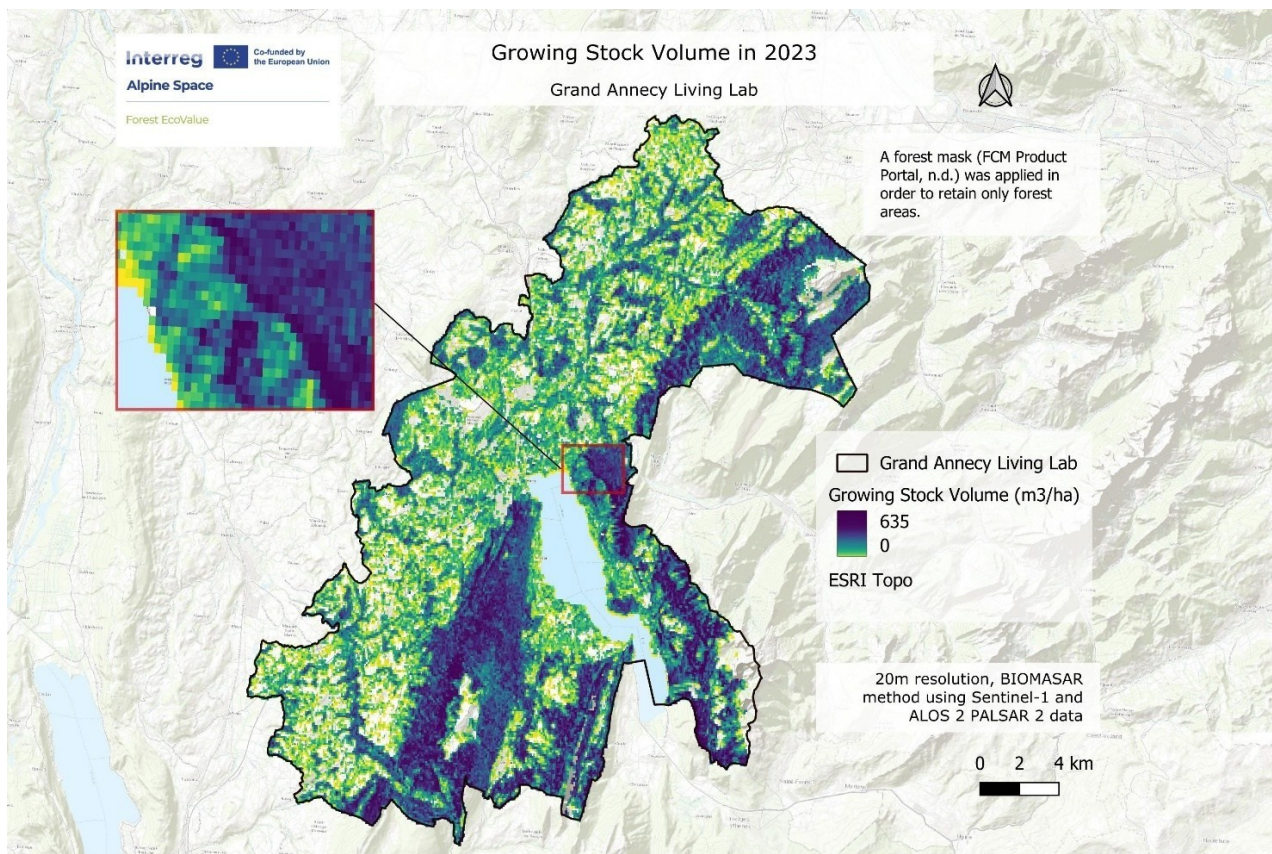 Interreg
Co-funded by
the European Union
Alpine Space
Forest EcoValue
Growing Stock Volume in 2023
Grand Annecy Living Lab
A forest mask (FCM Product
Portal, n.d.) was applied in
order to retain only forest
areas.
Grand Annecy Living Lab
Growing Stock Volume (m3/ha)
635
0
ESRI Topo
20m resolution, BIOMASAR
method using Sentinel-1 and
ALOS 2 PALSAR 2 data
0 2 4 km